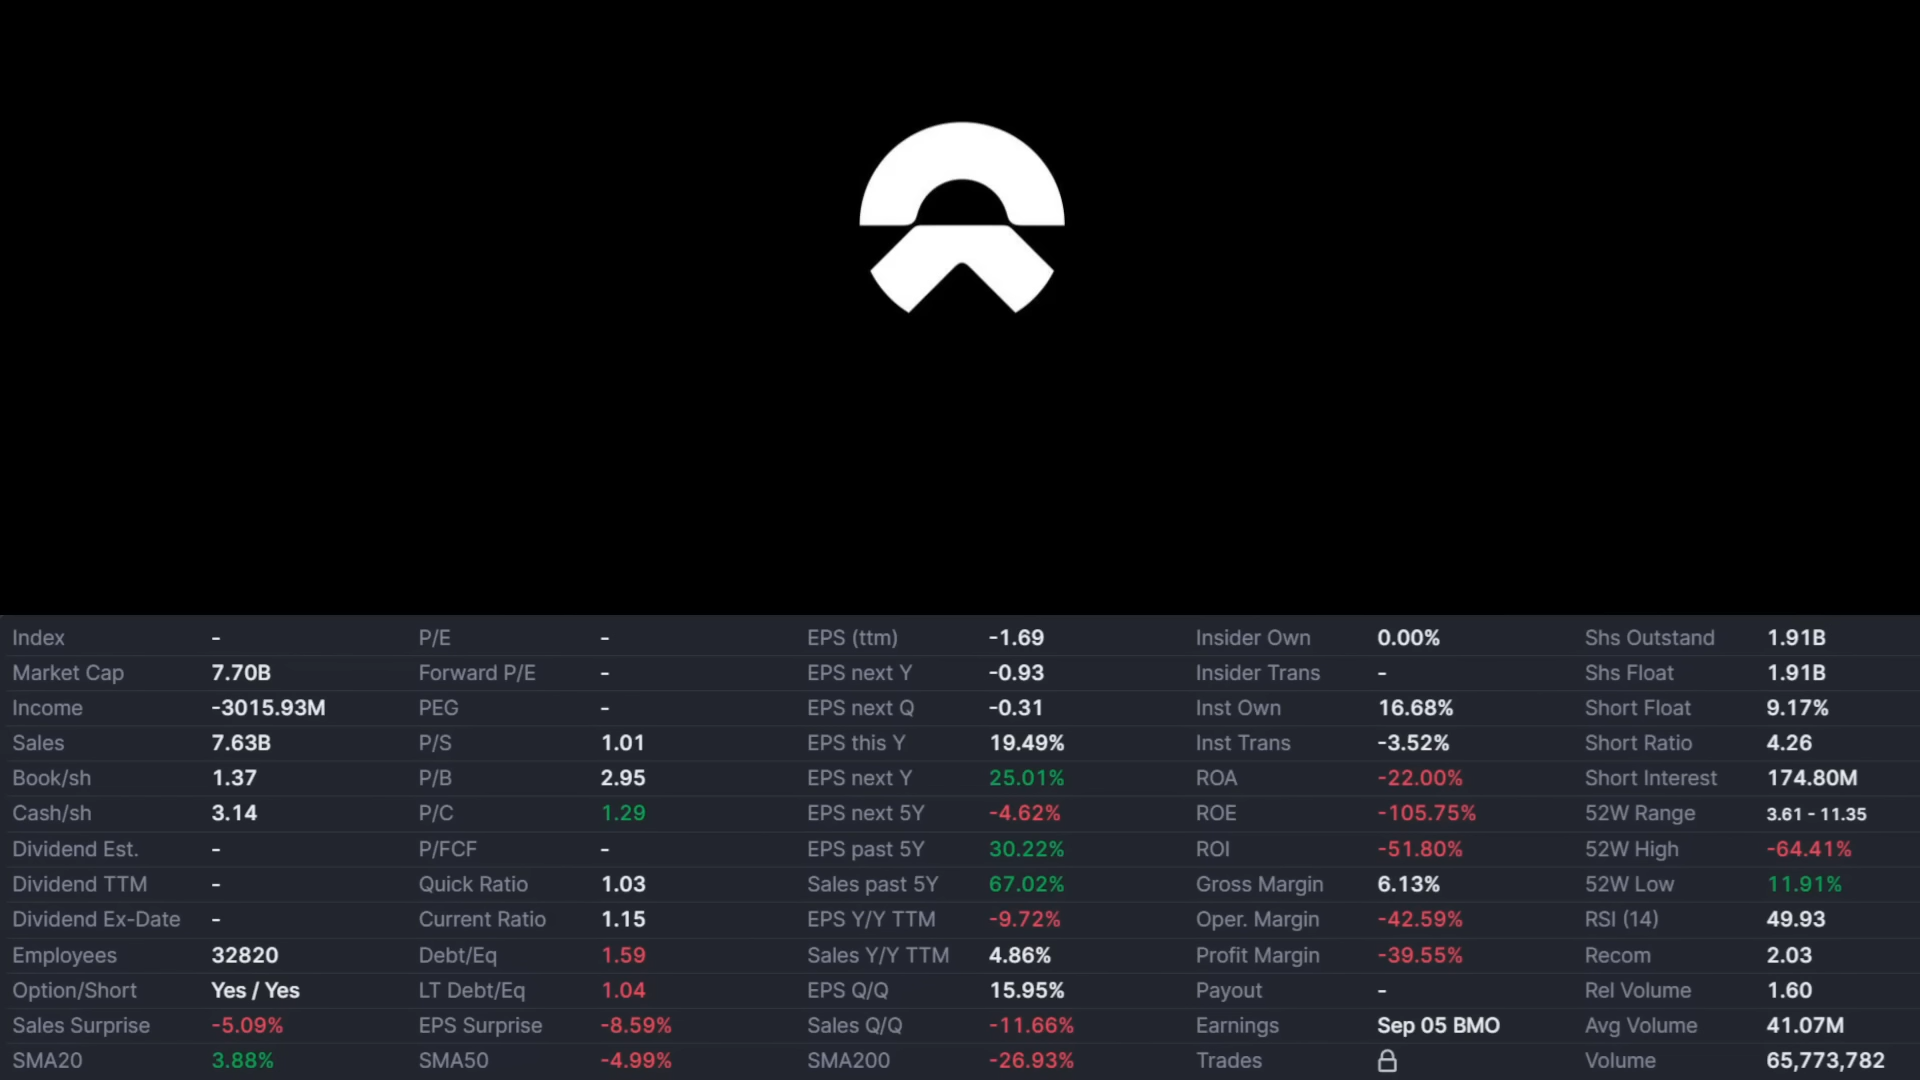 Index - P/E - EPS (ttm) -1.69 Insider Own 0.00% Shs Outstand 1.91B
Market Cap 7.70B Forward P/E - EPS next Y -0.93 Insider Trans - Shs Float 1.91B
Income -3015.93M PEG - EPS next Q -0.31 Inst Own 16.68% Short Float 9.17%
Sales 7.63B P/S 1.01 EPS this Y 19.49% Inst Trans -3.52% Short Ratio 4.26
Book/sh 1.37 P/B 2.95 EPS next Y 25.01% ROA -22.00% Short Interest 174.80M
Cash/sh 3.14 P/C 1.29 EPS next 5Y -4.62% ROE -105.75% 52W Range 3.61 - 11.35
Dividend Est. - P/FCF - EPS past 5Y 30.22% ROI -51.80% 52W High -64.41%
Dividend TTM - Quick Ratio 1.03 Sales past 5Y 67.02% Gross Margin 6.13% 52W Low 11.91%
Dividend Ex-Date - Current Ratio 1.15 EPS Y/Y TTM -9.72% Oper. Margin -42.59% RSI (14) 49.93
Employees 32820 Debt/Eq 1.59 Sales Y/Y TTM 4.86% Profit Margin -39.55% Recom 2.03
Option/Short Yes / Yes LT Debt/Eq 1.04 EPS Q/Q 15.95% Payout - Rel Volume 1.60
Sales Surprise -5.09% EPS Surprise -8.59% Sales Q/Q -11.66% Earnings Sep 05 BMO Avg Volume 41.07M
SMA20 3.88% SMA50 -4.99% SMA200 -26.93% Trades Volume 65,773,782